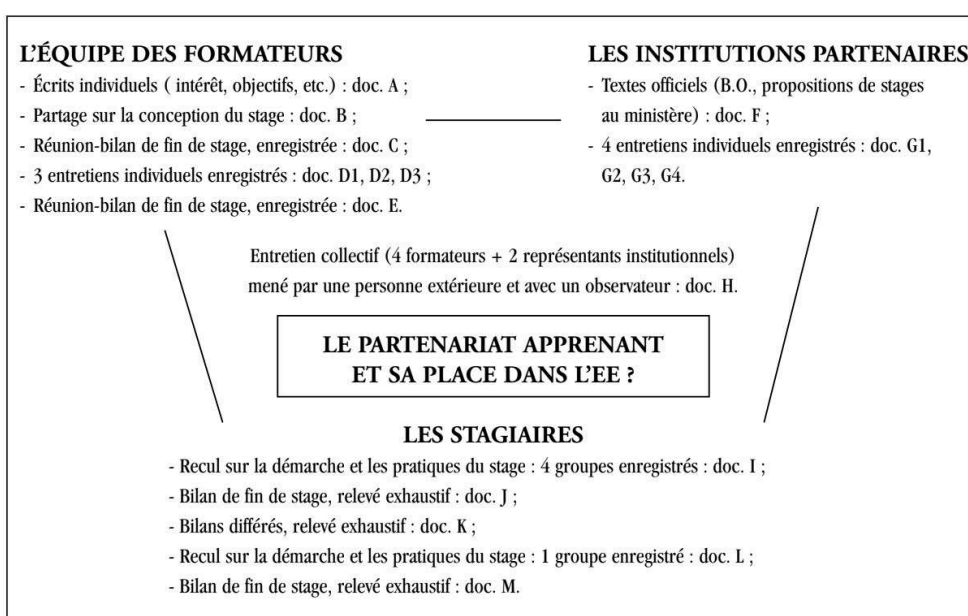 L'ÉQUIPE DES FORMATEURS
- Écrits individuels ( intérêt, objectifs, etc.) : doc. A ;
- Partage sur la conception du stage : doc. B ;
- Réunion-bilan de fin de stage, enregistrée : doc. C ;
- 3 entretiens individuels enregistrés : doc. D1, D2, D3 ;
- Réunion-bilan de fin de stage, enregistrée : doc. E.
LES INSTITUTIONS PARTENAIRES
- Textes officiels (B.O., propositions de stages
au ministère) : doc. F ;
- 4 entretiens individuels enregistrés : doc. G1,
G2, G3, G4.
Entretien collectif (4 formateurs + 2 représentants institutionnels)
mené par une personne extérieure et avec un observateur : doc. H.
LE PARTENARIAT APPRENANT
ET SA PLACE DANS L'EE ?
LES STAGIAIRES
- Recul sur la démarche et les pratiques du stage : 4 groupes enregistrés : doc. I ;
- Bilan de fin de stage, relevé exhaustif : doc. J ;
- Bilans différés, relevé exhaustif : doc. K ;
- Recul sur la démarche et les pratiques du stage : 1 groupe enregistré : doc. L ;
- Bilan de fin de stage, relevé exhaustif : doc. M.